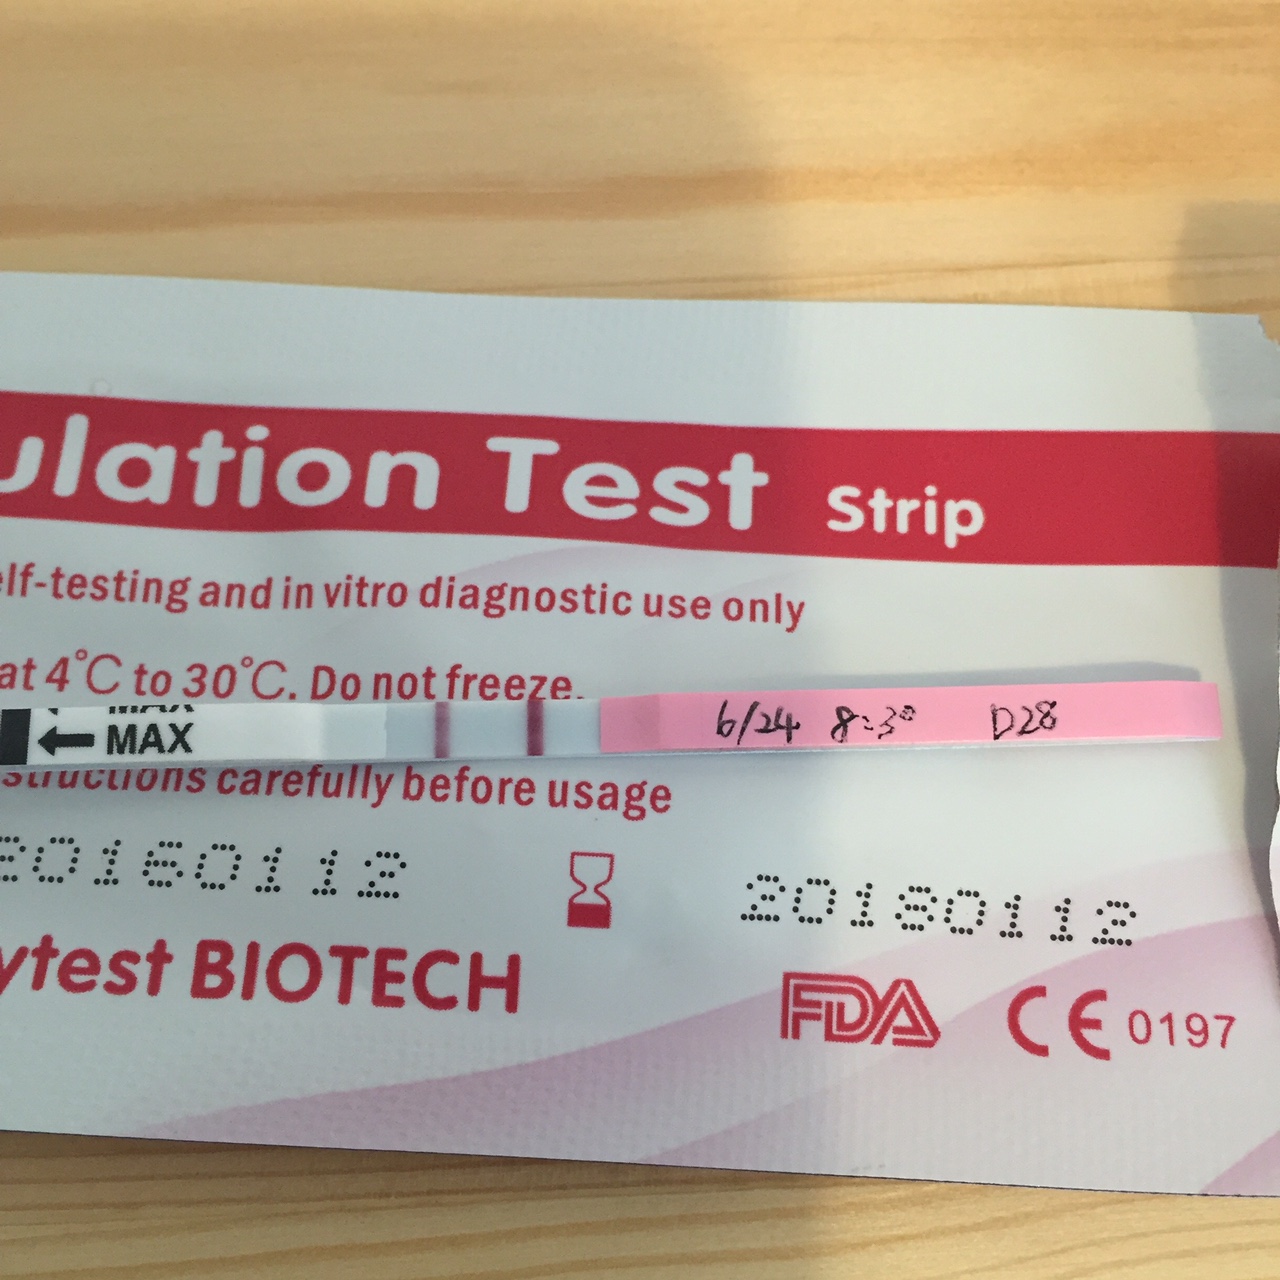 ulation Test Strip
elf-testing and in vitro diagnostic use only
at 4°C to 30°C. Do not freeze.
MAX
MAX 6/24 8:30 D28
structions carefully before usage
20160112 20180112
ytest BIOTECH
FDA CE 0197